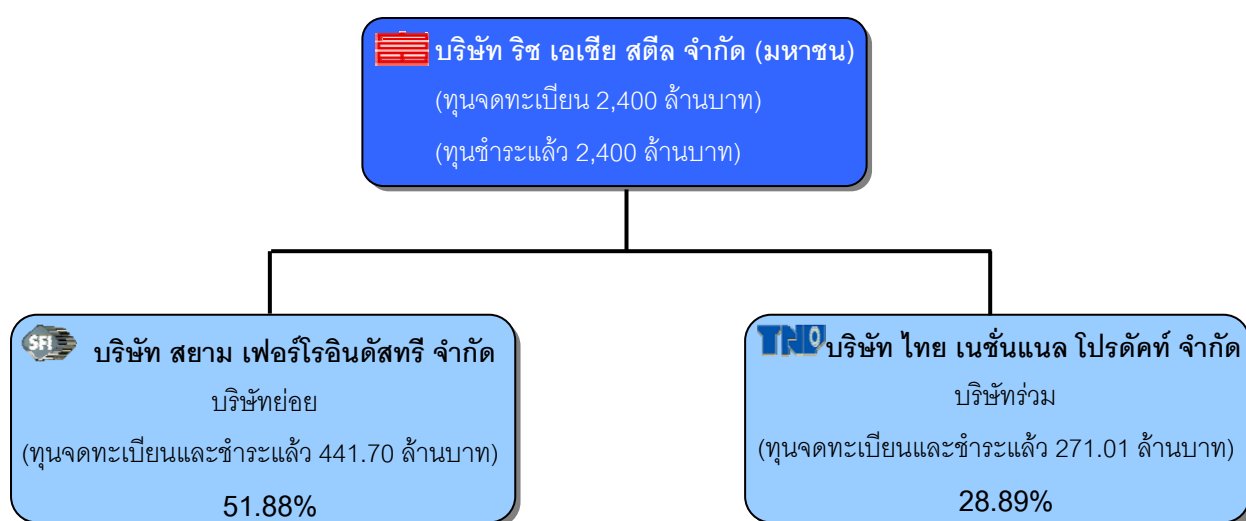 บริษัท ริช เอเชีย สตีล จำกัด (มหาชน)
(ทุนจดทะเบียน 2,400 ล้านบาท)
(ทุนชำระแล้ว 2,400 ล้านบาท)
SFI บริษัท สยาม เฟอร์โรอินดัสทรี จำกัด
บริษัทย่อย
(ทุนจดทะเบียนและชำระแล้ว 441.70 ล้านบาท)
51.88%
TNP บริษัท ไทย เนชั่นแนล โปรดัคท์ จำกัด
บริษัทร่วม
(ทุนจดทะเบียนและชำระแล้ว 271.01 ล้านบาท)
28.89%